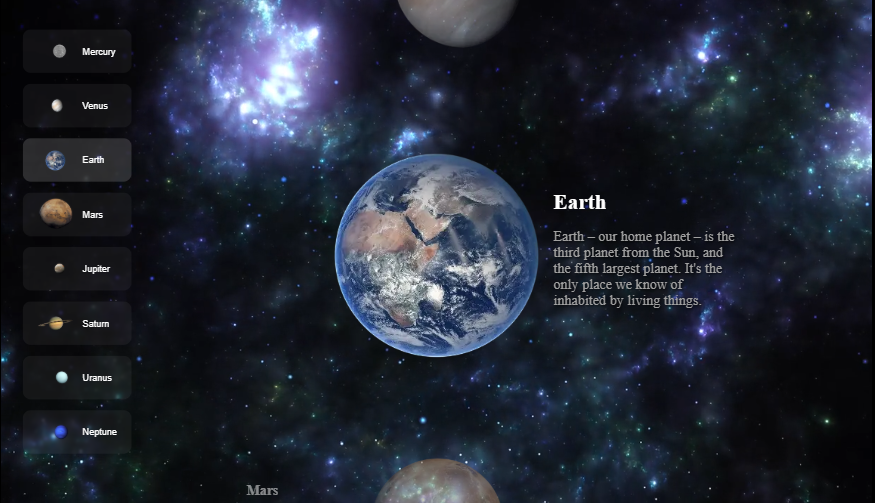 Mercury
Venus
Earth
Mars
Jupiter
Saturn
Uranus
Neptune
Earth
Earth – our home planet – is the
third planet from the Sun, and
the fifth largest planet. It's the
only place we know of
inhabited by living things.
Mars